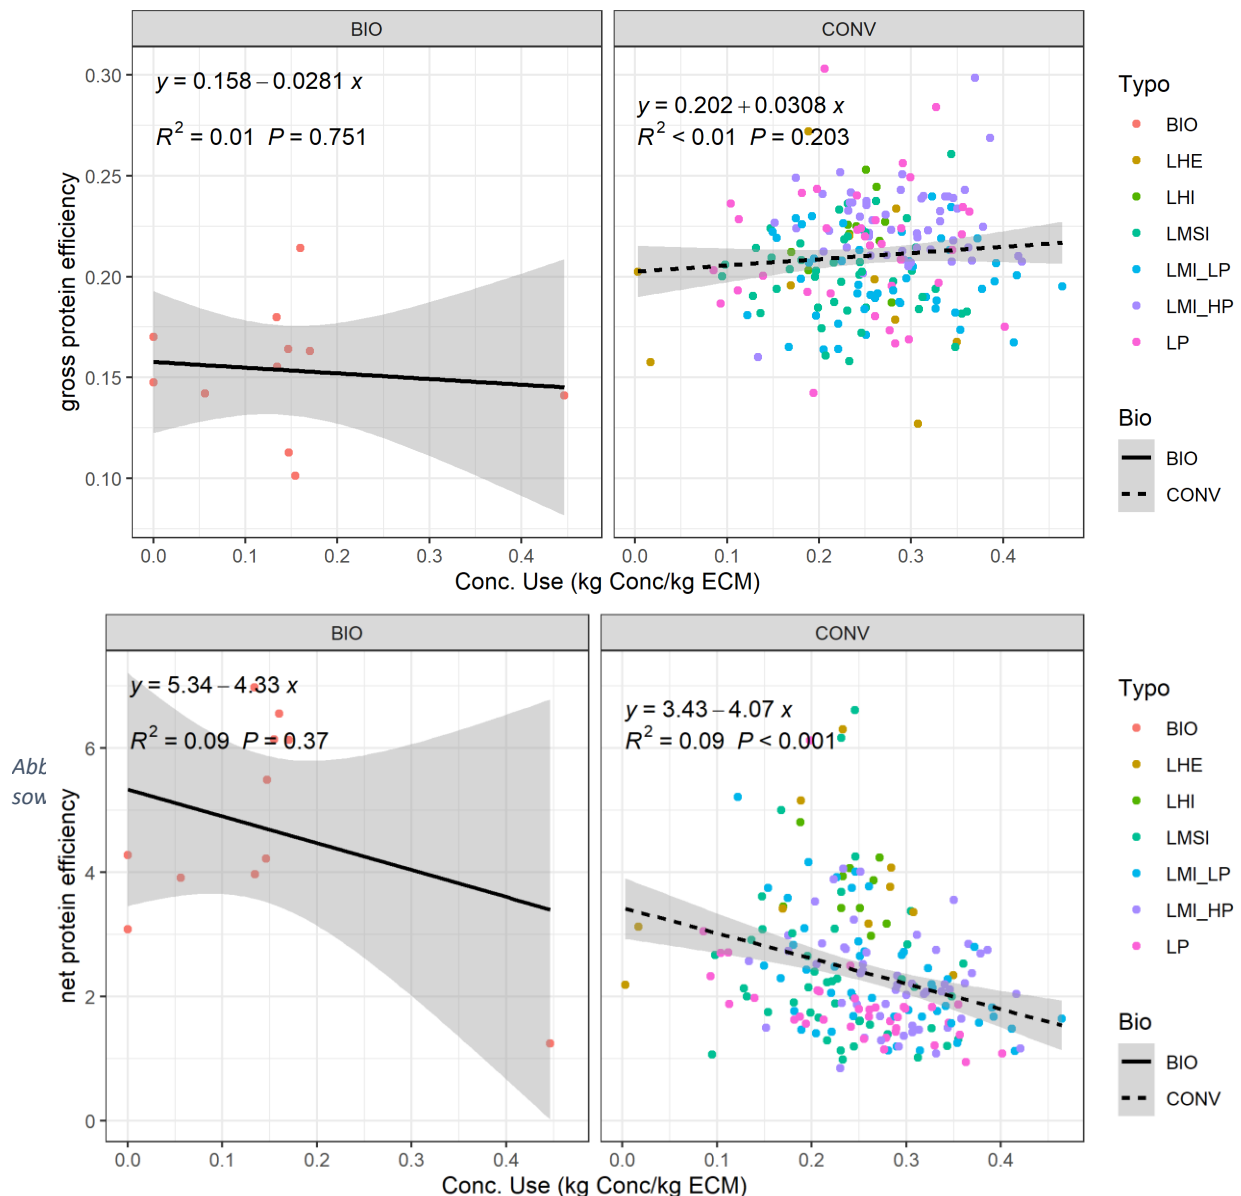 BIO
CONV
y = 0.158 − 0.0281 x
R² = 0.01 P = 0.751
y = 0.202 + 0.0308 x
R² < 0.01 P = 0.203
gross protein efficiency
0.30
0.25
0.20
0.15
0.10
0.0 0.1 0.2 0.3 0.4
0.0 0.1 0.2 0.3 0.4
Conc. Use (kg Conc/kg ECM)
Typo
BIO
LHE
LHI
LMSI
LMI_LP
LMI_HP
LP
Bio
BIO
CONV
BIO
CONV
y = 5.34 − 4.33 x
R² = 0.09 P = 0.37
y = 3.43 − 4.07 x
R² = 0.09 P < 0.001
Abb
sow
net protein efficiency
6
4
2
0
0.0 0.1 0.2 0.3 0.4
0.0 0.1 0.2 0.3 0.4
Conc. Use (kg Conc/kg ECM)
Typo
BIO
LHE
LHI
LMSI
LMI_LP
LMI_HP
LP
Bio
BIO
CONV